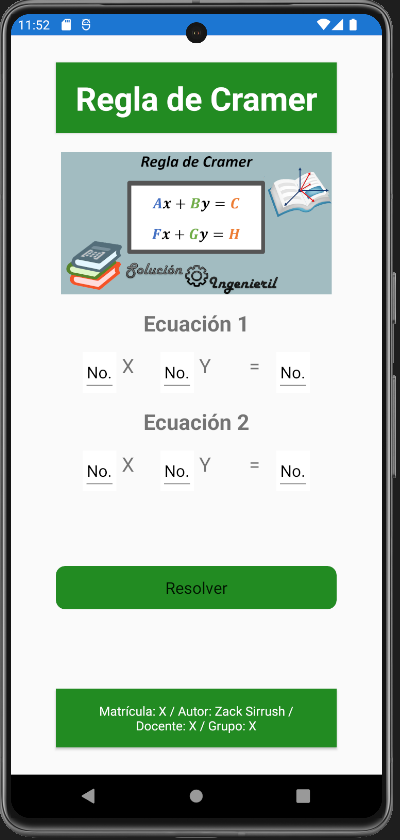 11:52
Regla de Cramer
Regla de Cramer
Ax + By = C
Fx + Gy = H
Solución
Ingenieril
Ecuación 1
No. X No. Y = No.
Ecuación 2
No. X No. Y = No.
Resolver
Matrícula: X / Autor: Zack Sirrush /
Docente: X / Grupo: X